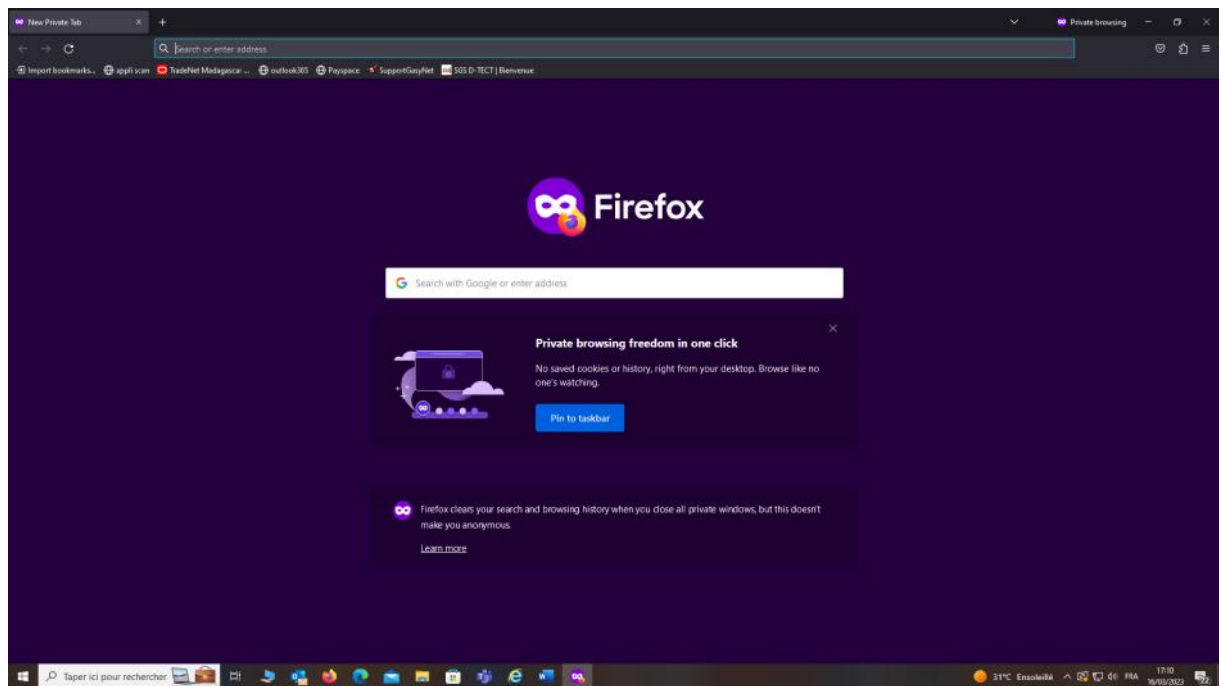 New Private Tab
Private browsing
Search or enter address
Import bookmarks...
appli scan
TradeNet Madagascar ...
outlook365
Payspace
SupportGasyNet
SGS D-TECT | Bienvenue
Firefox
Search with Google or enter address
Private browsing freedom in one click
No saved cookies or history, right from your desktop. Browse like no
one's watching.
Pin to taskbar
Firefox clears your search and browsing history when you close all private windows, but this doesn't
make you anonymous.
Learn more
Taper ici pour rechercher
31°C Ensoleillé
FRA
17:10
16/03/2023
22